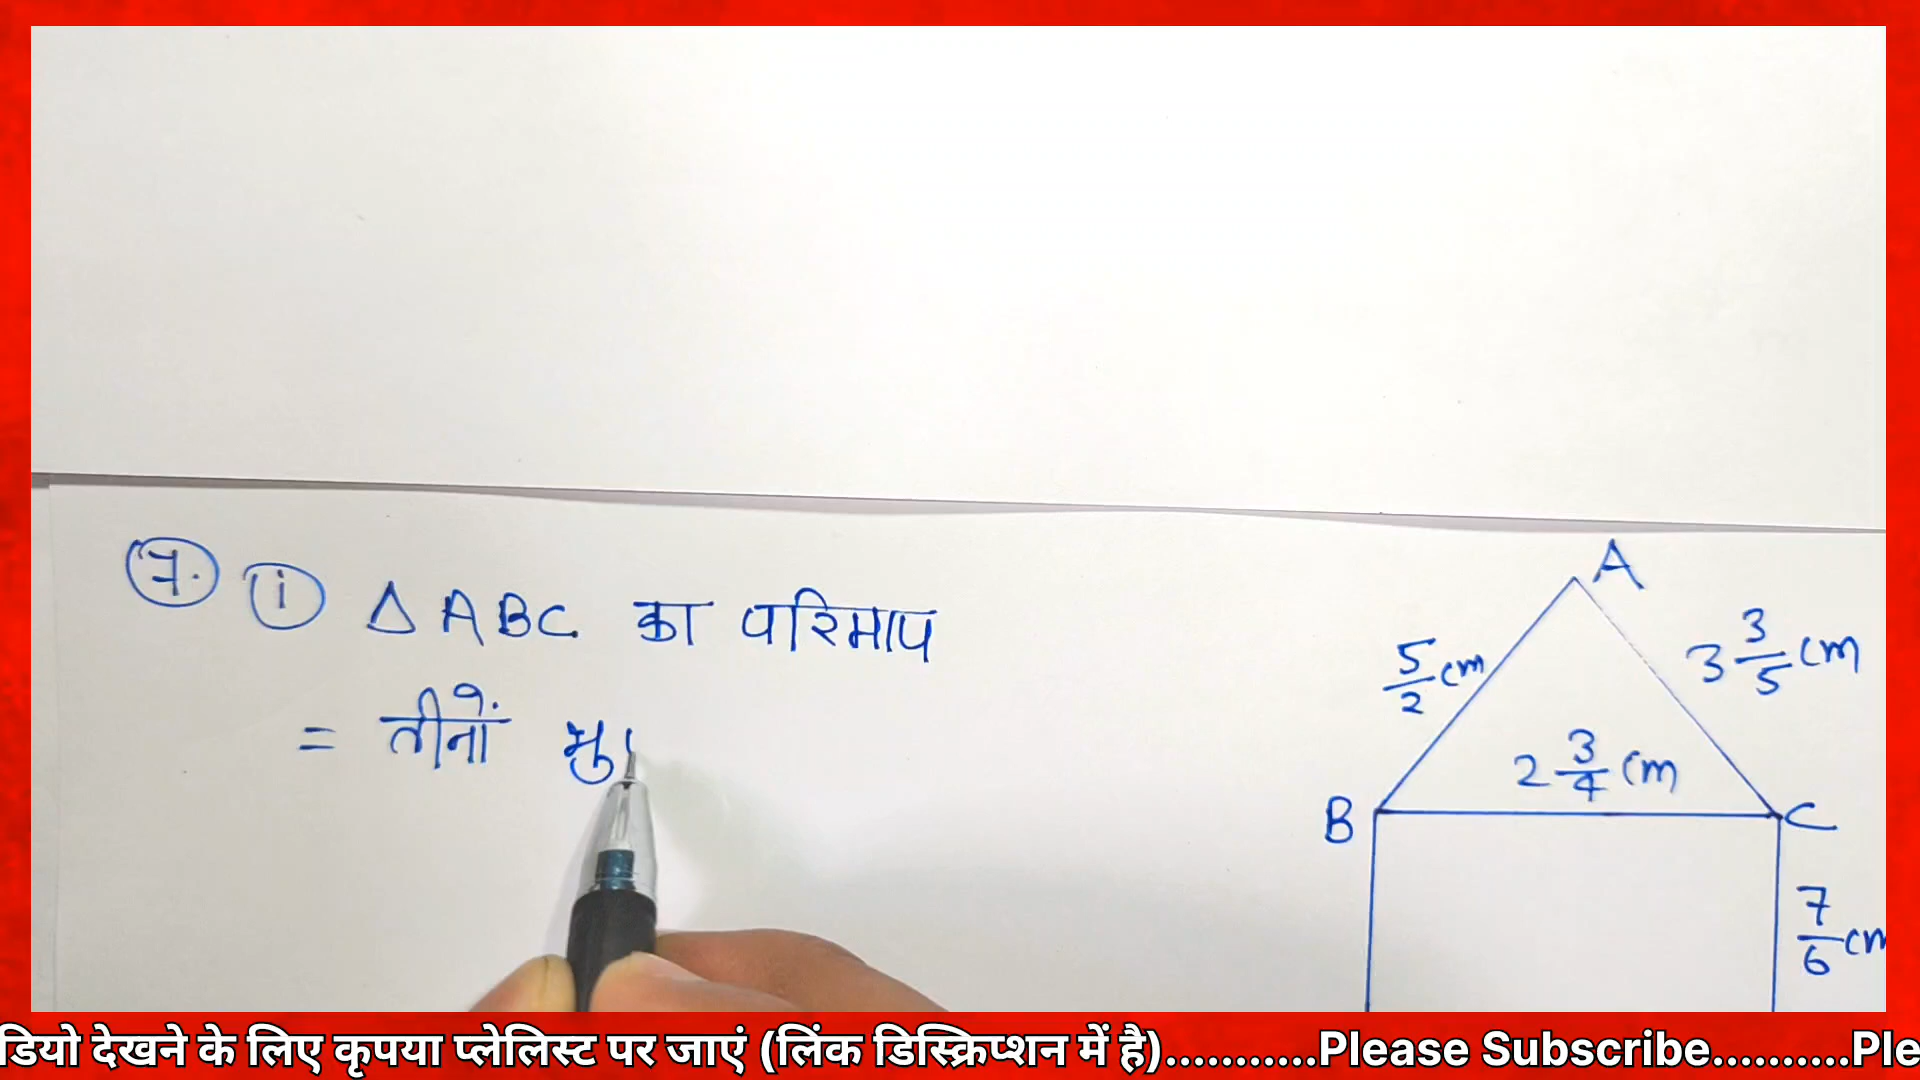 7. i △ABC का परिमाप
= तीनों भु
A
5/2 cm
3 3/5 cm
2 3/4 cm
B
C
7/6 cm
डियो देखने के लिए कृपया प्लेलिस्ट पर जाएं (लिंक डिस्क्रिप्शन में है)...........Please Subscribe..........Ple